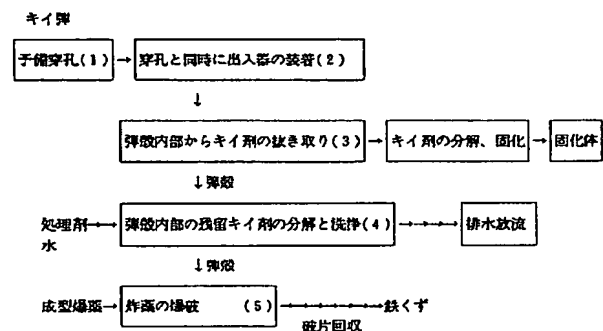 キイ弾
予備穿孔(1) → 穿孔と同時に出入器の装着(2)
↓
弾殻内部からキイ剤の抜き取り(3) → キイ剤の分解、固化 → 固化体
↓弾殻
処理剤 → 弾殻内部の残留キイ剤の分解と洗浄(4) → 排水放流
水
↓弾殻
成型爆薬 → 炸薬の爆破 (5) → 鉄くず
破片回収